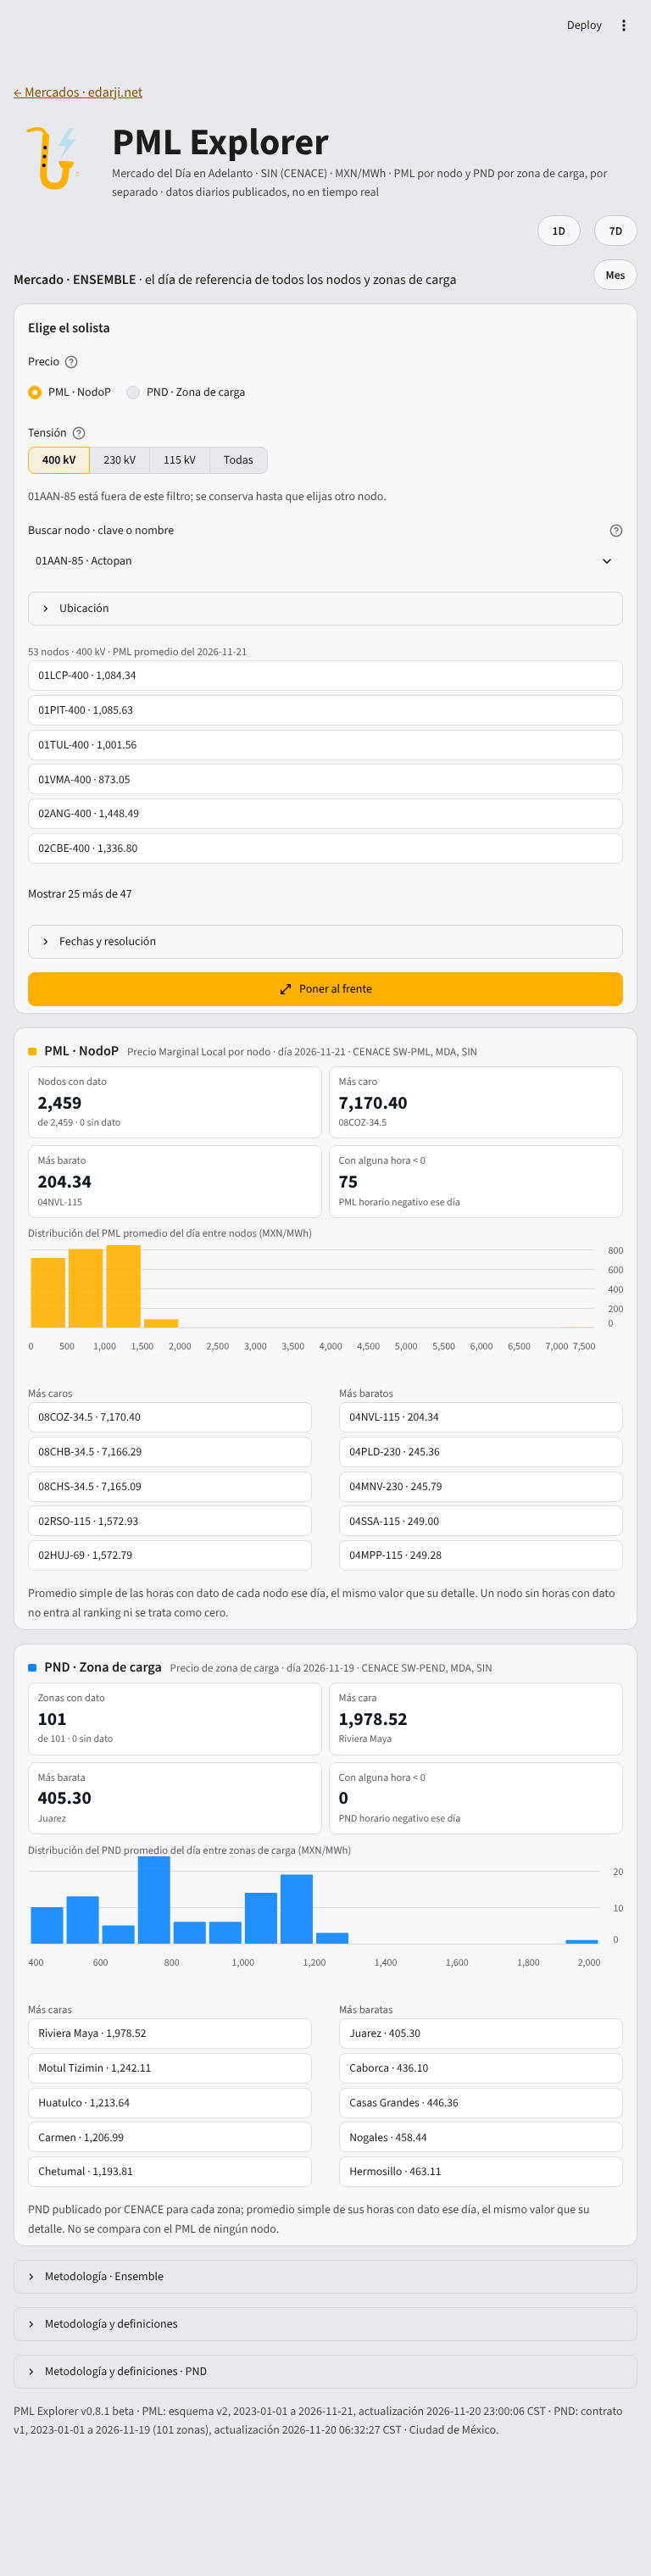 Deploy
← Mercados · edarji.net
PML Explorer
Mercado del Día en Adelanto · SIN (CENACE) · MXN/MWh · PML por nodo y PND por zona de carga, por
separado · datos diarios publicados, no en tiempo real
1D
7D
Mercado · ENSEMBLE · el día de referencia de todos los nodos y zonas de carga
Mes
Elige el solista
Precio
PML · NodoP
PND · Zona de carga
Tensión
400 kV
230 kV
115 kV
Todas
01AAN-85 está fuera de este filtro; se conserva hasta que elijas otro nodo.
Buscar nodo · clave o nombre
01AAN-85 · Actopan
Ubicación
53 nodos · 400 kV · PML promedio del 2026-11-21
01LCP-400 · 1,084.34
01PIT-400 · 1,085.63
01TUL-400 · 1,001.56
01VMA-400 · 873.05
02ANG-400 · 1,448.49
02CBE-400 · 1,336.80
Mostrar 25 más de 47
Fechas y resolución
Poner al frente
PML · NodoP Precio Marginal Local por nodo · día 2026-11-21 · CENACE SW-PML, MDA, SIN
Nodos con dato
2,459
de 2,459 · 0 sin dato
Más caro
7,170.40
08COZ-34.5
Más barato
204.34
04NVL-115
Con alguna hora < 0
75
PML horario negativo ese día
Distribución del PML promedio del día entre nodos (MXN/MWh)
800
600
400
200
0
0 500 1,000 1,500 2,000 2,500 3,000 3,500 4,000 4,500 5,000 5,500 6,000 6,500 7,000 7,500
Más caros
08COZ-34.5 · 7,170.40
08CHB-34.5 · 7,166.29
08CHS-34.5 · 7,165.09
02RSO-115 · 1,572.93
02HUJ-69 · 1,572.79
Más baratos
04NVL-115 · 204.34
04PLD-230 · 245.36
04MNV-230 · 245.79
04SSA-115 · 249.00
04MPP-115 · 249.28
Promedio simple de las horas con dato de cada nodo ese día, el mismo valor que su detalle. Un nodo sin horas con dato
no entra al ranking ni se trata como cero.
PND · Zona de carga Precio de zona de carga · día 2026-11-19 · CENACE SW-PEND, MDA, SIN
Zonas con dato
101
de 101 · 0 sin dato
Más cara
1,978.52
Riviera Maya
Más barata
405.30
Juarez
Con alguna hora < 0
0
PND horario negativo ese día
Distribución del PND promedio del día entre zonas de carga (MXN/MWh)
20
10
0
400 600 800 1,000 1,200 1,400 1,600 1,800 2,000
Más caras
Riviera Maya · 1,978.52
Motul Tizimin · 1,242.11
Huatulco · 1,213.64
Carmen · 1,206.99
Chetumal · 1,193.81
Más baratas
Juarez · 405.30
Caborca · 436.10
Casas Grandes · 446.36
Nogales · 458.44
Hermosillo · 463.11
PND publicado por CENACE para cada zona; promedio simple de sus horas con dato ese día, el mismo valor que su
detalle. No se compara con el PML de ningún nodo.
Metodología · Ensemble
Metodología y definiciones
Metodología y definiciones · PND
PML Explorer v0.8.1 beta · PML: esquema v2, 2023-01-01 a 2026-11-21, actualización 2026-11-20 23:00:06 CST · PND: contrato
v1, 2023-01-01 a 2026-11-19 (101 zonas), actualización 2026-11-20 06:32:27 CST · Ciudad de México.